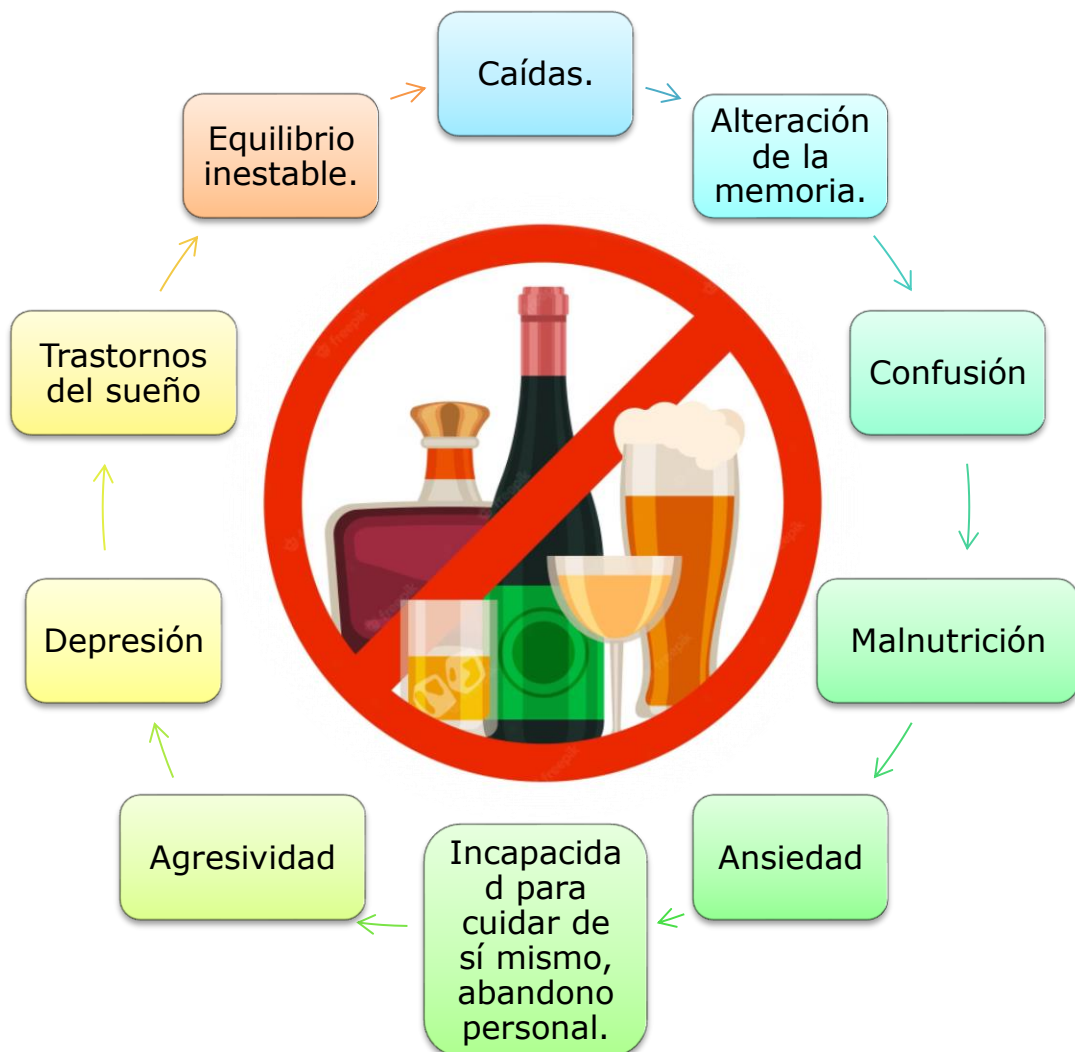 Caídas.
Alteración
de la
memoria.
Confusión
Malnutrición
Ansiedad
Incapacida
d para
cuidar de
sí mismo,
abandono
personal.
Agresividad
Depresión
Trastornos
del sueño
Equilibrio
inestable.